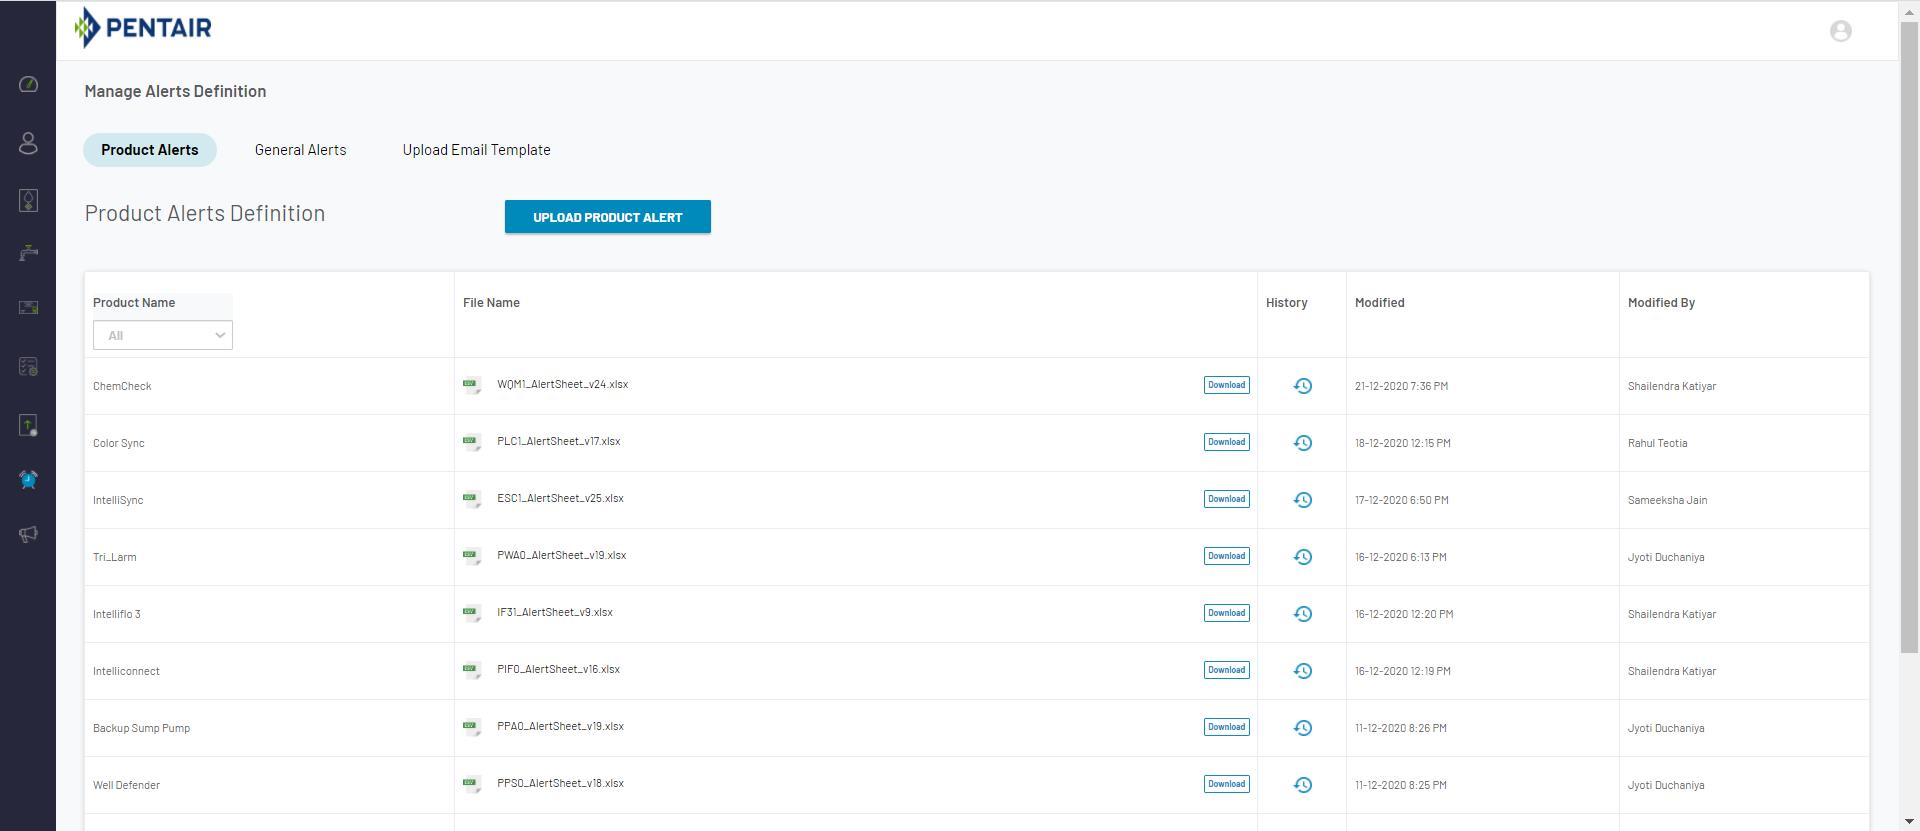 PENTAIR
Manage Alerts Definition
Product Alerts General Alerts Upload Email Template
Product Alerts Definition UPLOAD PRODUCT ALERT
Product Name File Name History Modified Modified By
All
ChemCheck WQM1_AlertSheet_v24.xlsx Download 21-12-2020 7:36 PM Shailendra Katiyar
Color Sync PLC1_AlertSheet_v17.xlsx Download 18-12-2020 12:15 PM Rahul Teotia
IntelliSync ESC1_AlertSheet_v25.xlsx Download 17-12-2020 6:50 PM Sameeksha Jain
Tri_Larm PWA0_AlertSheet_v19.xlsx Download 16-12-2020 6:13 PM Jyoti Duchaniya
Intelliflo 3 IF31_AlertSheet_v9.xlsx Download 16-12-2020 12:20 PM Shailendra Katiyar
Intelliconnect PIF0_AlertSheet_v16.xlsx Download 16-12-2020 12:19 PM Shailendra Katiyar
Backup Sump Pump PPA0_AlertSheet_v19.xlsx Download 11-12-2020 8:26 PM Jyoti Duchaniya
Well Defender PPS0_AlertSheet_v18.xlsx Download 11-12-2020 8:25 PM Jyoti Duchaniya